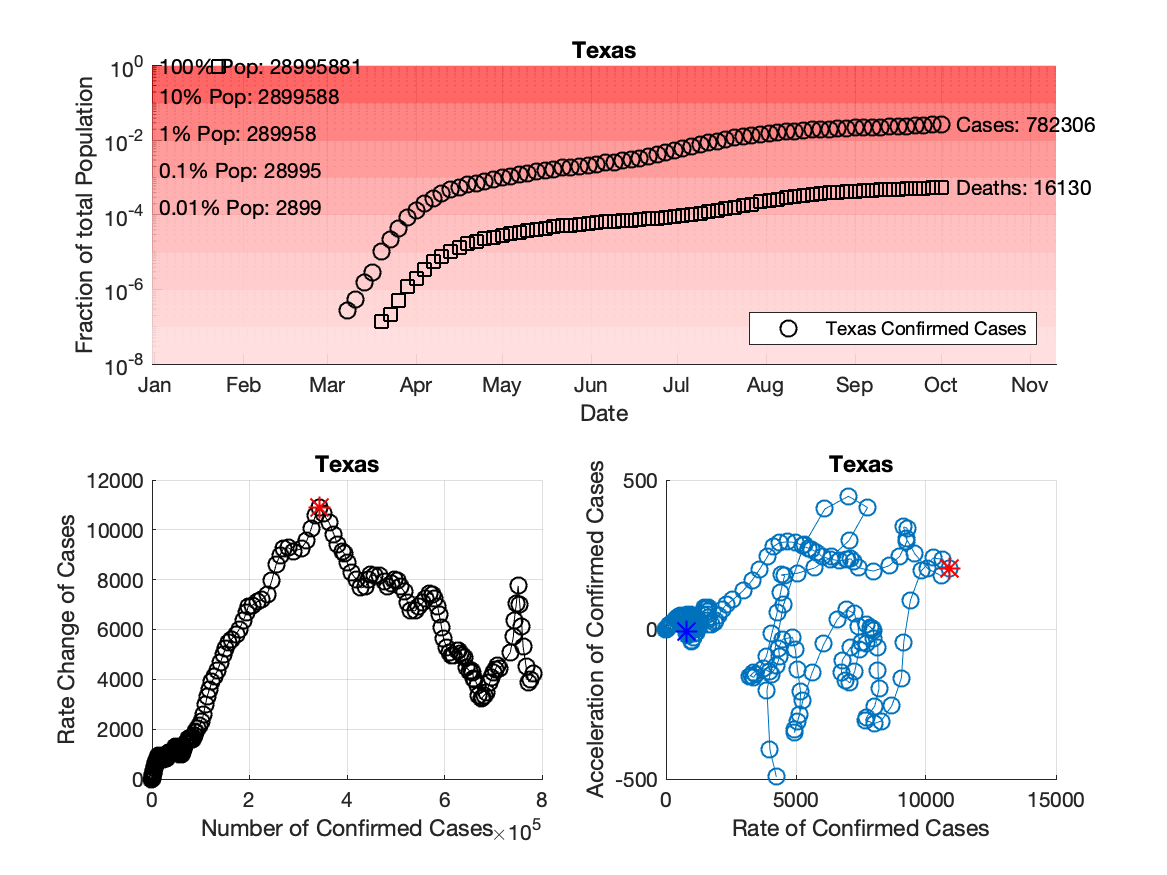 Texas
Fraction of total Population
10^0
10^-2
10^-4
10^-6
10^-8
100% Pop: 28995881
10% Pop: 2899588
1% Pop: 289958
0.1% Pop: 28995
0.01% Pop: 2899
Cases: 782306
Deaths: 16130
Texas Confirmed Cases
Jan Feb Mar Apr May Jun Jul Aug Sep Oct Nov
Date
Texas
Rate Change of Cases
12000
10000
8000
6000
4000
2000
0
0 2 4 6 8
Number of Confirmed Cases ×10^5
Texas
Acceleration of Confirmed Cases
500
0
-500
0 5000 10000 15000
Rate of Confirmed Cases